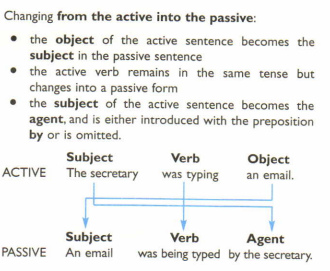 Changing from the active into the passive:
• the object of the active sentence becomes the
subject in the passive sentence
• the active verb remains in the same tense but
changes into a passive form
• the subject of the active sentence becomes the
agent, and is either introduced with the preposition
by or is omitted.
Subject Verb Object
ACTIVE The secretary was typing an email.
Subject Verb Agent
PASSIVE An email was being typed by the secretary.